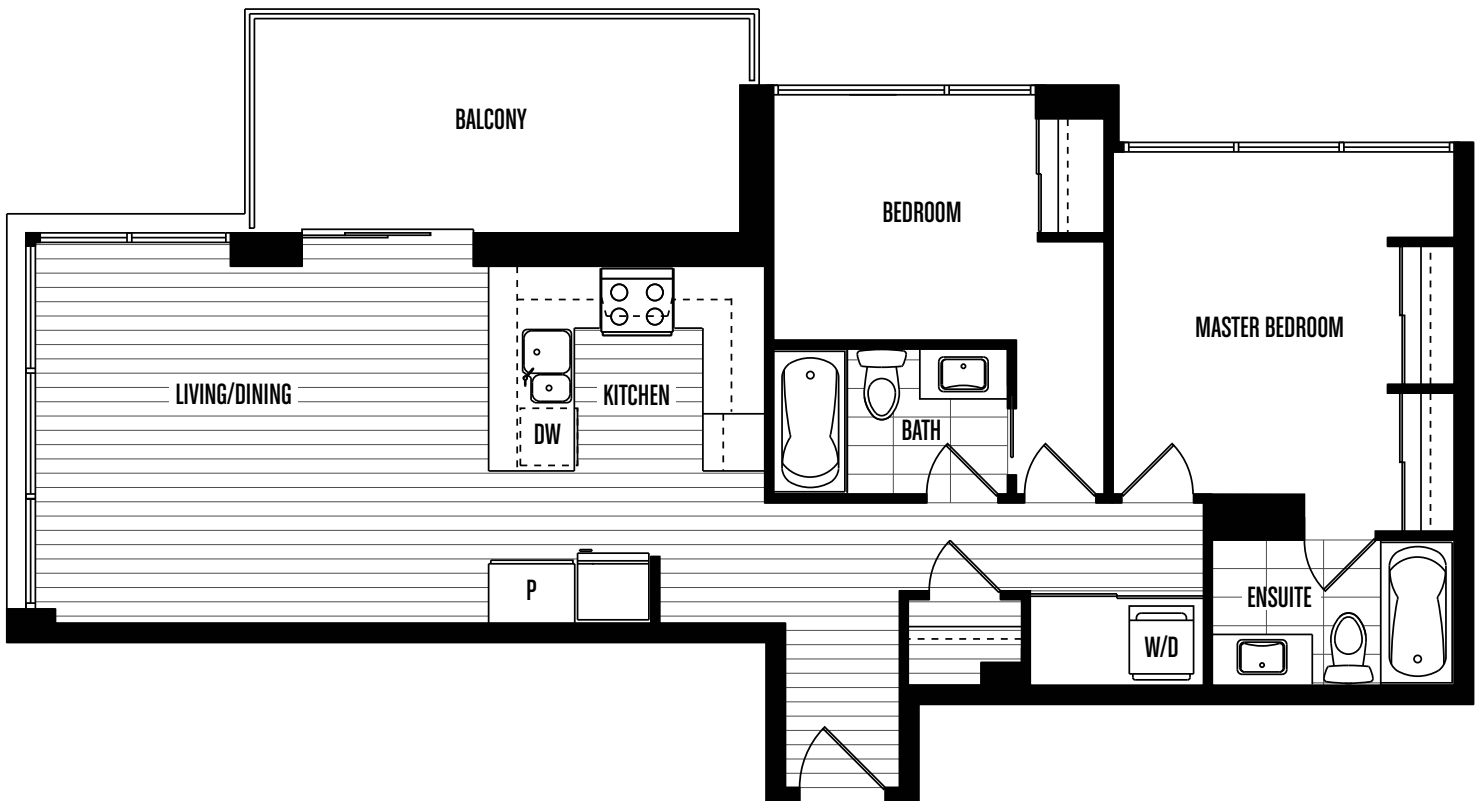 BALCONY
BEDROOM
MASTER BEDROOM
LIVING/DINING
KITCHEN
DW
BATH
P
ENSUITE
W/D